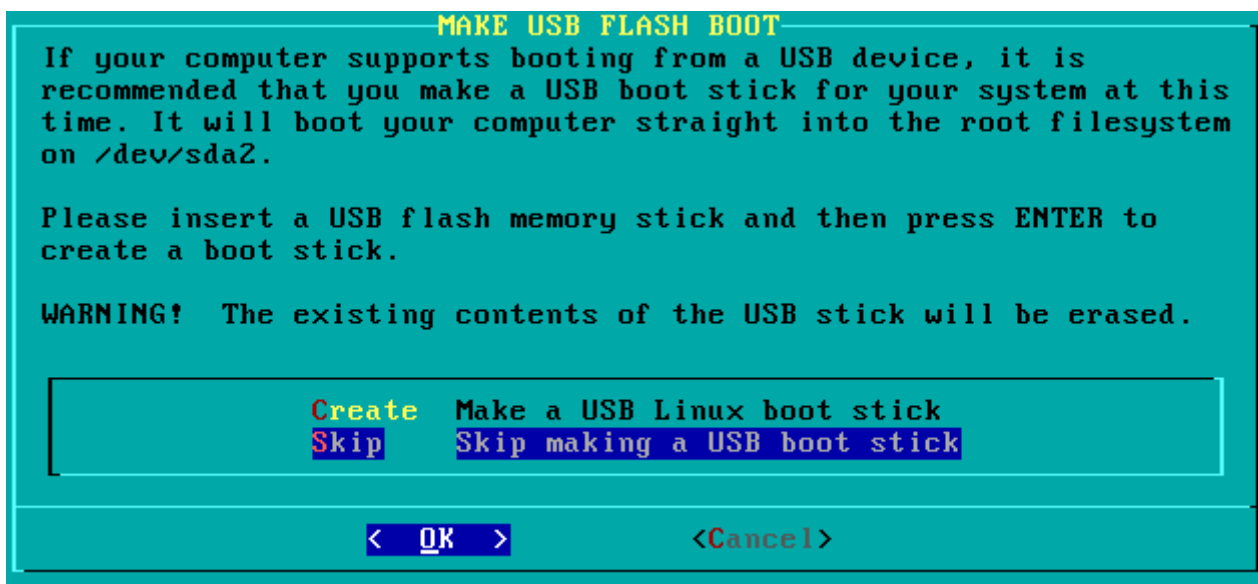 MAKE USB FLASH BOOT
If your computer supports booting from a USB device, it is
recommended that you make a USB boot stick for your system at this
time. It will boot your computer straight into the root filesystem
on /dev/sda2.
Please insert a USB flash memory stick and then press ENTER to
create a boot stick.
WARNING!  The existing contents of the USB stick will be erased.
Create  Make a USB Linux boot stick
Skip    Skip making a USB boot stick
<  OK  >  <Cancel>